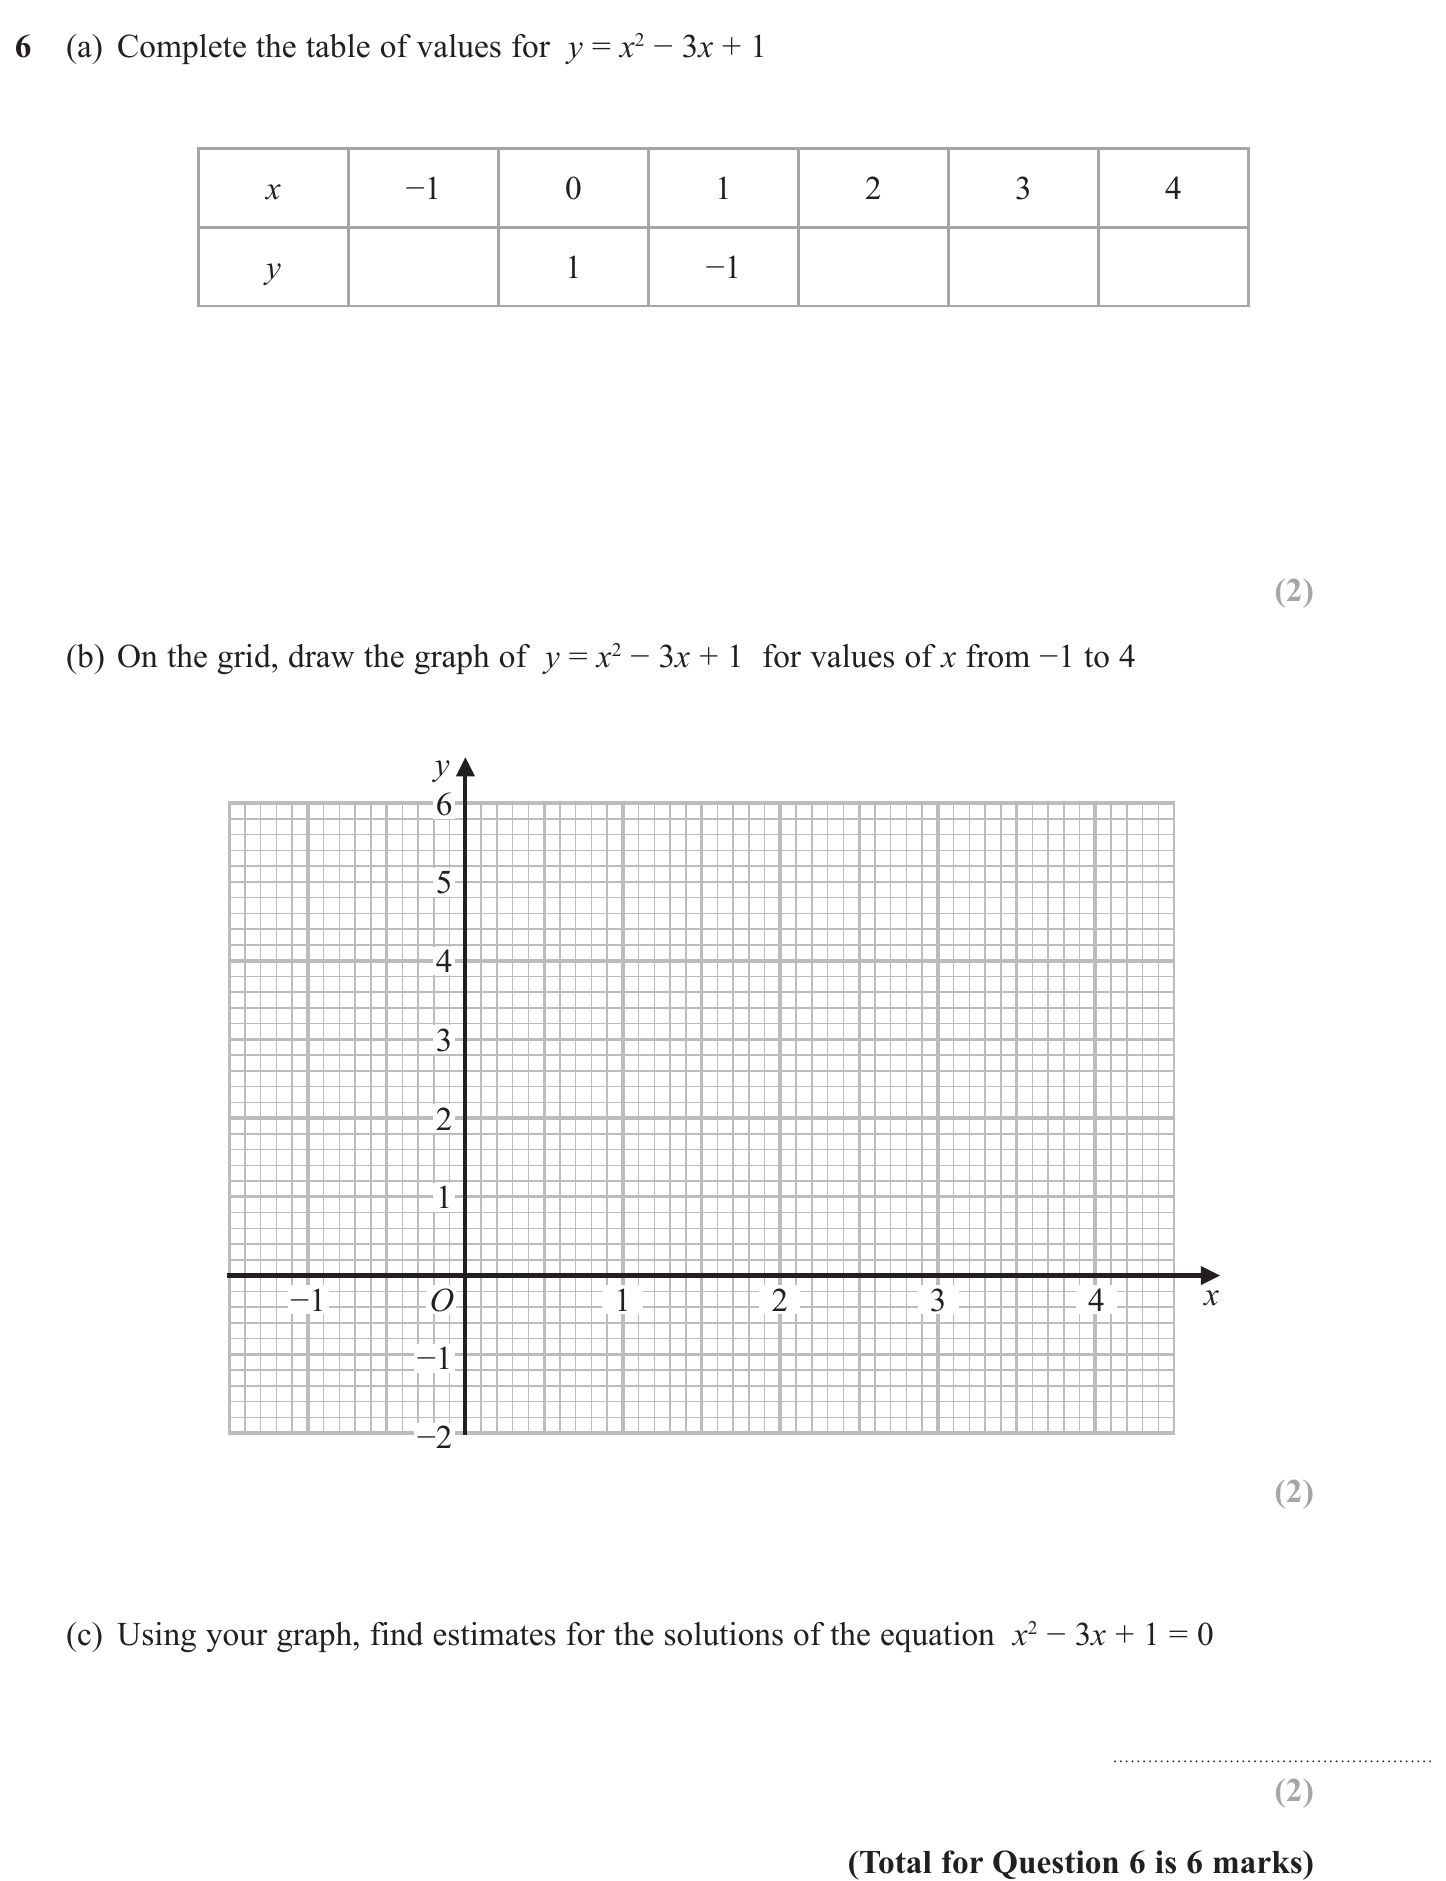 6 (a) Complete the table of values for y = x² − 3x + 1
x −1 0 1 2 3 4
y 1 −1
(2)
(b) On the grid, draw the graph of y = x² − 3x + 1 for values of x from −1 to 4
y
6
5
4
3
2
1
−1 O 1 2 3 4 x
−1
−2
(2)
(c) Using your graph, find estimates for the solutions of the equation x² − 3x + 1 = 0
(2)
(Total for Question 6 is 6 marks)